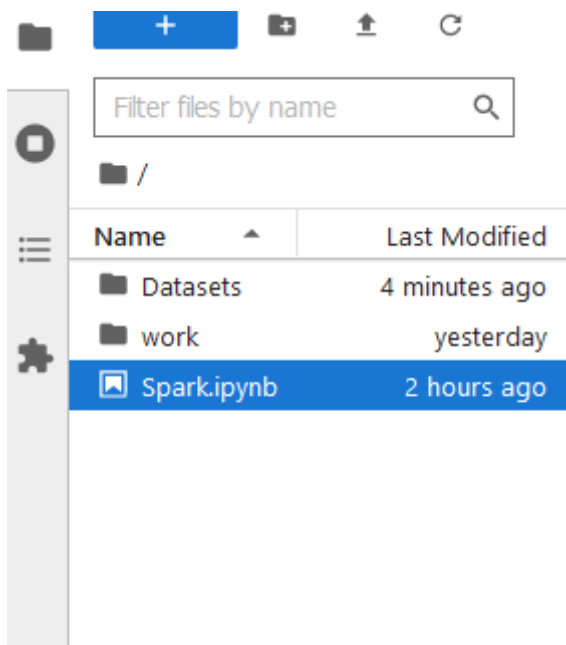 Filter files by name
/
Name Last Modified
Datasets 4 minutes ago
work yesterday
Spark.ipynb 2 hours ago